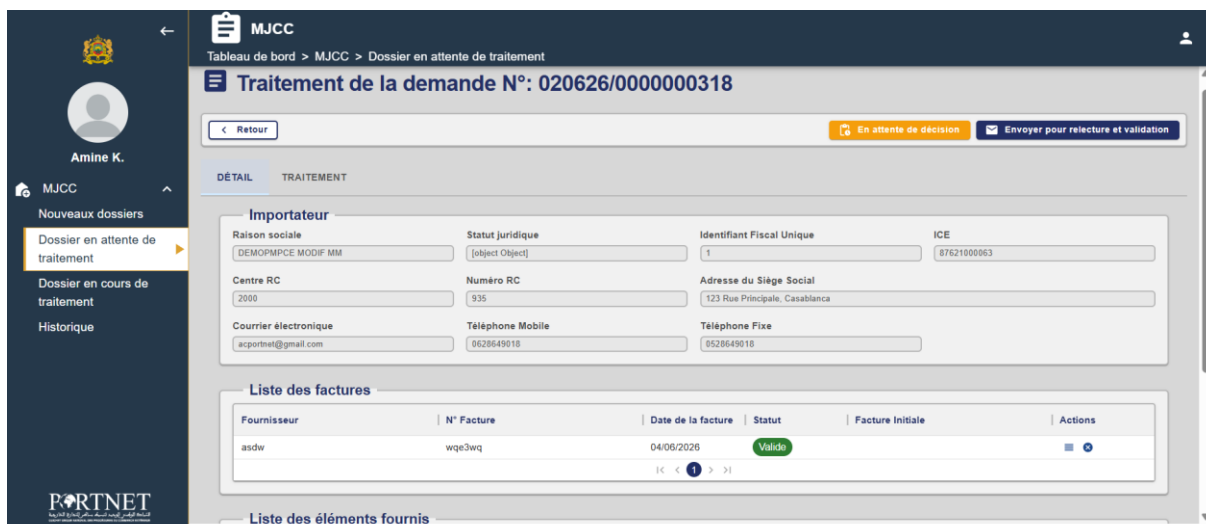 MJCC
Tableau de bord > MJCC > Dossier en attente de traitement
Traitement de la demande N°: 020626/0000000318
Retour
En attente de décision
Envoyer pour relecture et validation
Amine K.
MJCC
Nouveaux dossiers
Dossier en attente de
traitement
Dossier en cours de
traitement
Historique
PORTNET
DÉTAIL TRAITEMENT
Importateur
Raison sociale Statut juridique Identifiant Fiscal Unique ICE
DEMOPMPCE MODIF MM [object Object] 1 87621000063
Centre RC Numéro RC Adresse du Siège Social
2000 935 123 Rue Principale, Casablanca
Courrier électronique Téléphone Mobile Téléphone Fixe
acportnet@gmail.com 0628649018 0528649018
Liste des factures
Fournisseur N° Facture Date de la facture Statut Facture Initiale Actions
asdw wqe3wq 04/06/2026 Valide
1
Liste des éléments fournis